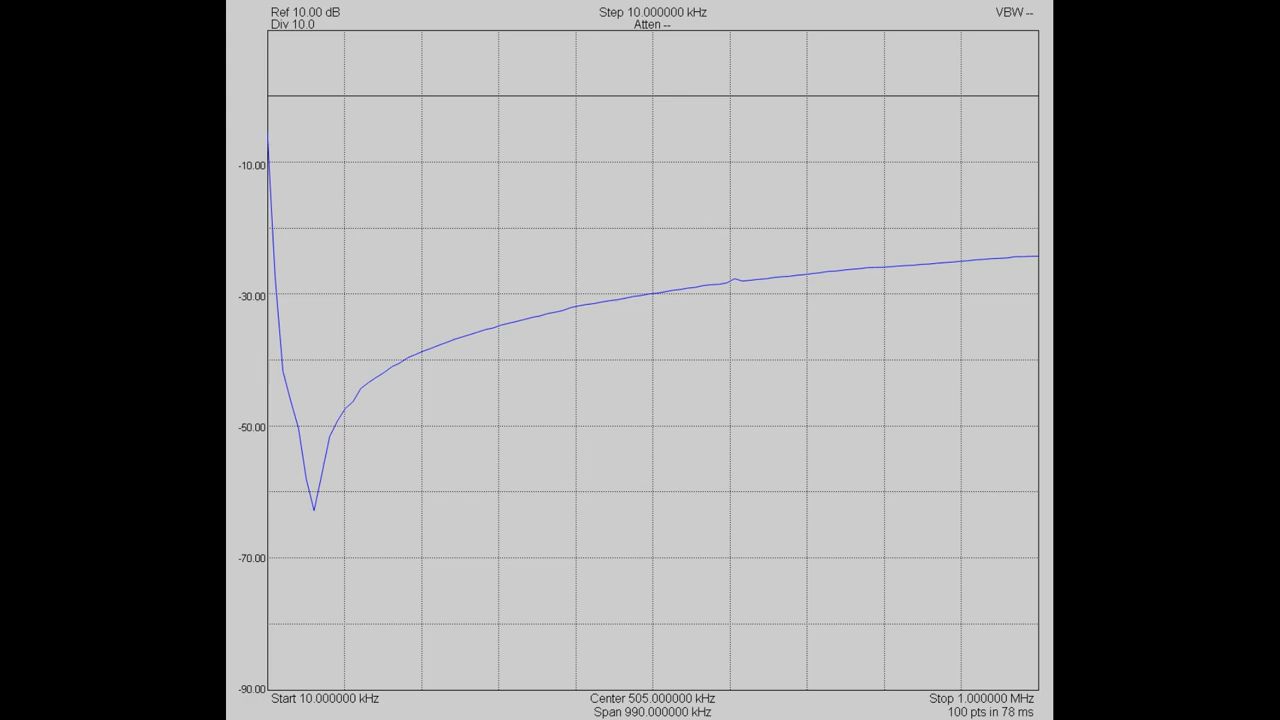 Ref 10.00 dB Step 10.000000 kHz VBW --
Div 10.0 Atten --
-10.00
-30.00
-50.00
-70.00
-90.00
Start 10.000000 kHz Center 505.000000 kHz Stop 1.000000 MHz
Span 990.000000 kHz 100 pts in 78 ms